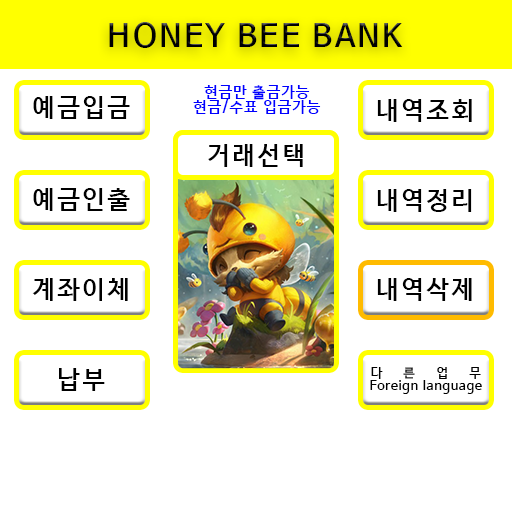 HONEY BEE BANK
예금입금
현금만 출금가능
현금/수표 입금가능
내역조회
거래선택
예금인출
내역정리
계좌이체
내역삭제
납부
다 른 업 무
Foreign language